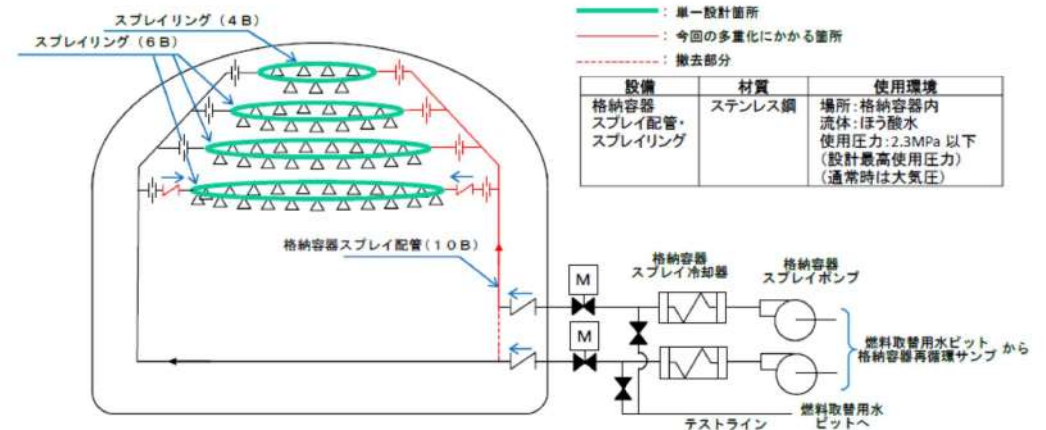 スプレイリング（４Ｂ）
スプレイリング（６Ｂ）
：単一設計箇所
：今回の多重化にかかる箇所
：撤去部分
設備 材質 使用環境
格納容器 ステンレス鋼 場所：格納容器内
スプレイ配管・ 流体：ほう酸水
スプレイリング 使用圧力：2.3MPa 以下
（設計最高使用圧力）
（通常時は大気圧）
格納容器スプレイ配管（１０Ｂ）
格納容器
スプレイ冷却器
格納容器
スプレイポンプ
M
M
燃料取替用水ピット
格納容器再循環サンプ
から
テストライン
燃料取替用水
ピットへ